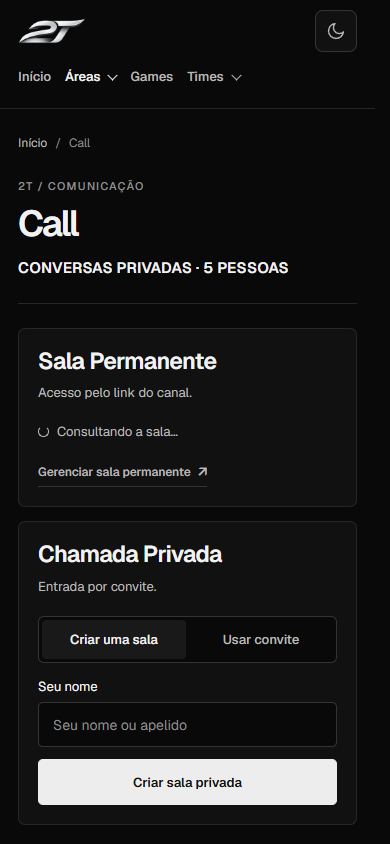 2T
Início Áreas Games Times
Início / Call
2T / COMUNICAÇÃO
Call
CONVERSAS PRIVADAS · 5 PESSOAS
Sala Permanente
Acesso pelo link do canal.
Consultando a sala...
Gerenciar sala permanente
Chamada Privada
Entrada por convite.
Criar uma sala Usar convite
Seu nome
Seu nome ou apelido
Criar sala privada